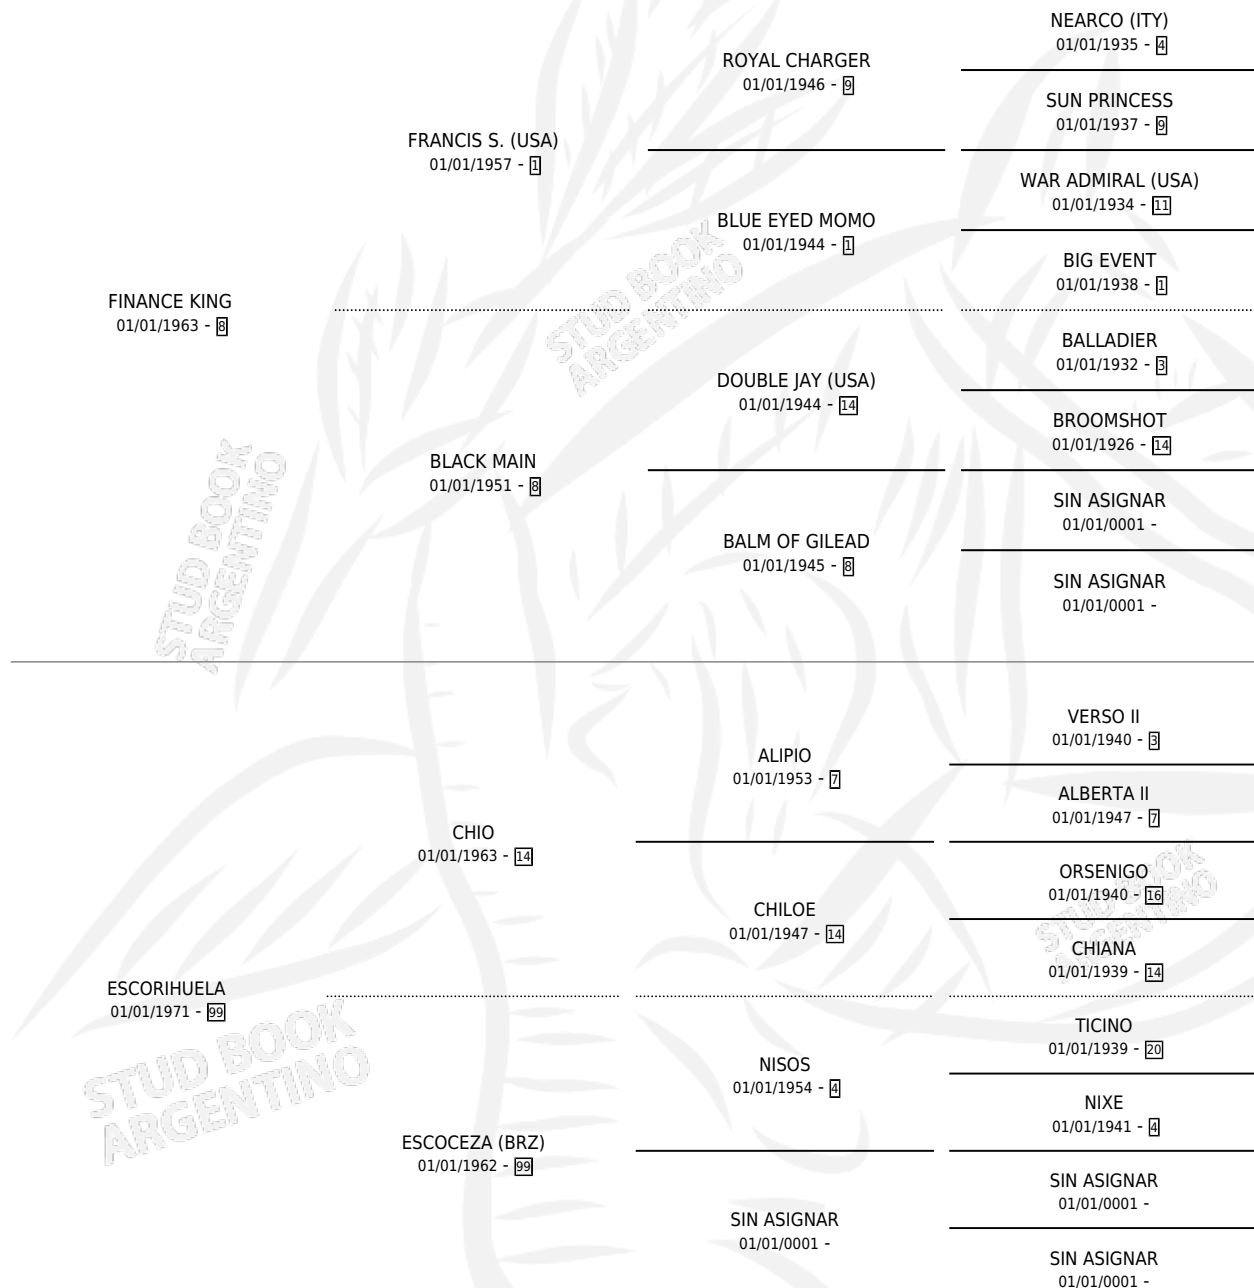 NEARCO (ITY)
01/01/1935 - 4
ROYAL CHARGER
01/01/1946 - 9
SUN PRINCESS
01/01/1937 - 9
FRANCIS S. (USA)
01/01/1957 - 1
WAR ADMIRAL (USA)
01/01/1934 - 11
BLUE EYED MOMO
01/01/1944 - 1
BIG EVENT
01/01/1938 - 1
FINANCE KING
01/01/1963 - 8
BALLADIER
01/01/1932 - 3
DOUBLE JAY (USA)
01/01/1944 - 14
BROOMSHOT
01/01/1926 - 14
BLACK MAIN
01/01/1951 - 8
SIN ASIGNAR
01/01/0001 -
BALM OF GILEAD
01/01/1945 - 8
SIN ASIGNAR
01/01/0001 -
VERSO II
01/01/1940 - 3
ALIPIO
01/01/1953 - 7
ALBERTA II
01/01/1947 - 7
CHIO
01/01/1963 - 14
ORSENIGO
01/01/1940 - 16
CHILOE
01/01/1947 - 14
CHIANA
01/01/1939 - 14
ESCORIHUELA
01/01/1971 - 99
TICINO
01/01/1939 - 20
NISOS
01/01/1954 - 4
NIXE
01/01/1941 - 4
ESCOCEZA (BRZ)
01/01/1962 - 99
SIN ASIGNAR
01/01/0001 -
SIN ASIGNAR
01/01/0001 -
SIN ASIGNAR
01/01/0001 -
STUD BOOK
ARGENTINO
STUD BOOK
ARGENTINO
STUD BOOK
ARGENTINO
STUD BOOK
ARGENTINO